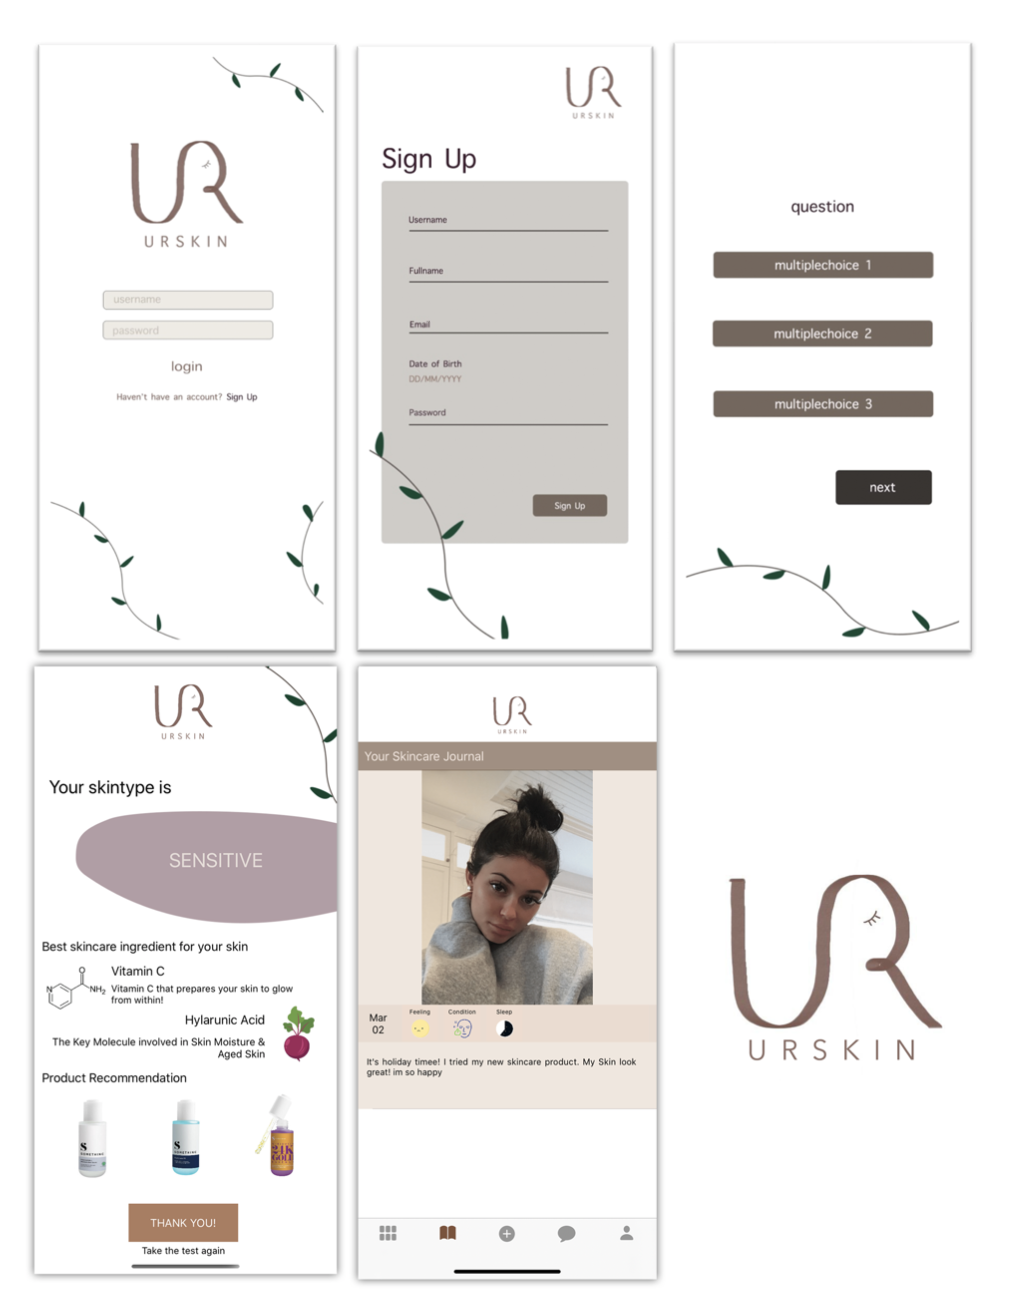 UR
URSKIN
username
password
login
Haven't have an account? Sign Up
UR
URSKIN
Sign Up
Username
Fullname
Email
Date of Birth
DD/MM/YYYY
Password
Sign Up
question
multiplechoice 1
multiplechoice 2
multiplechoice 3
next
UR
URSKIN
Your skintype is
SENSITIVE
Best skincare ingredient for your skin
N
O
NH₂
Vitamin C
Vitamin C that prepares your skin to glow
from within!
Hylarunic Acid
The Key Molecule involved in Skin Moisture &
Aged Skin
Product Recommendation
S
SOMETHINC
S
SOMETHINC
24K
GOLD
THANK YOU!
Take the test again
UR
URSKIN
Your Skincare Journal
Mar
02
Feeling
Condition
Sleep
It's holiday timee! I tried my new skincare product. My Skin look
great! im so happy
UR
URSKIN